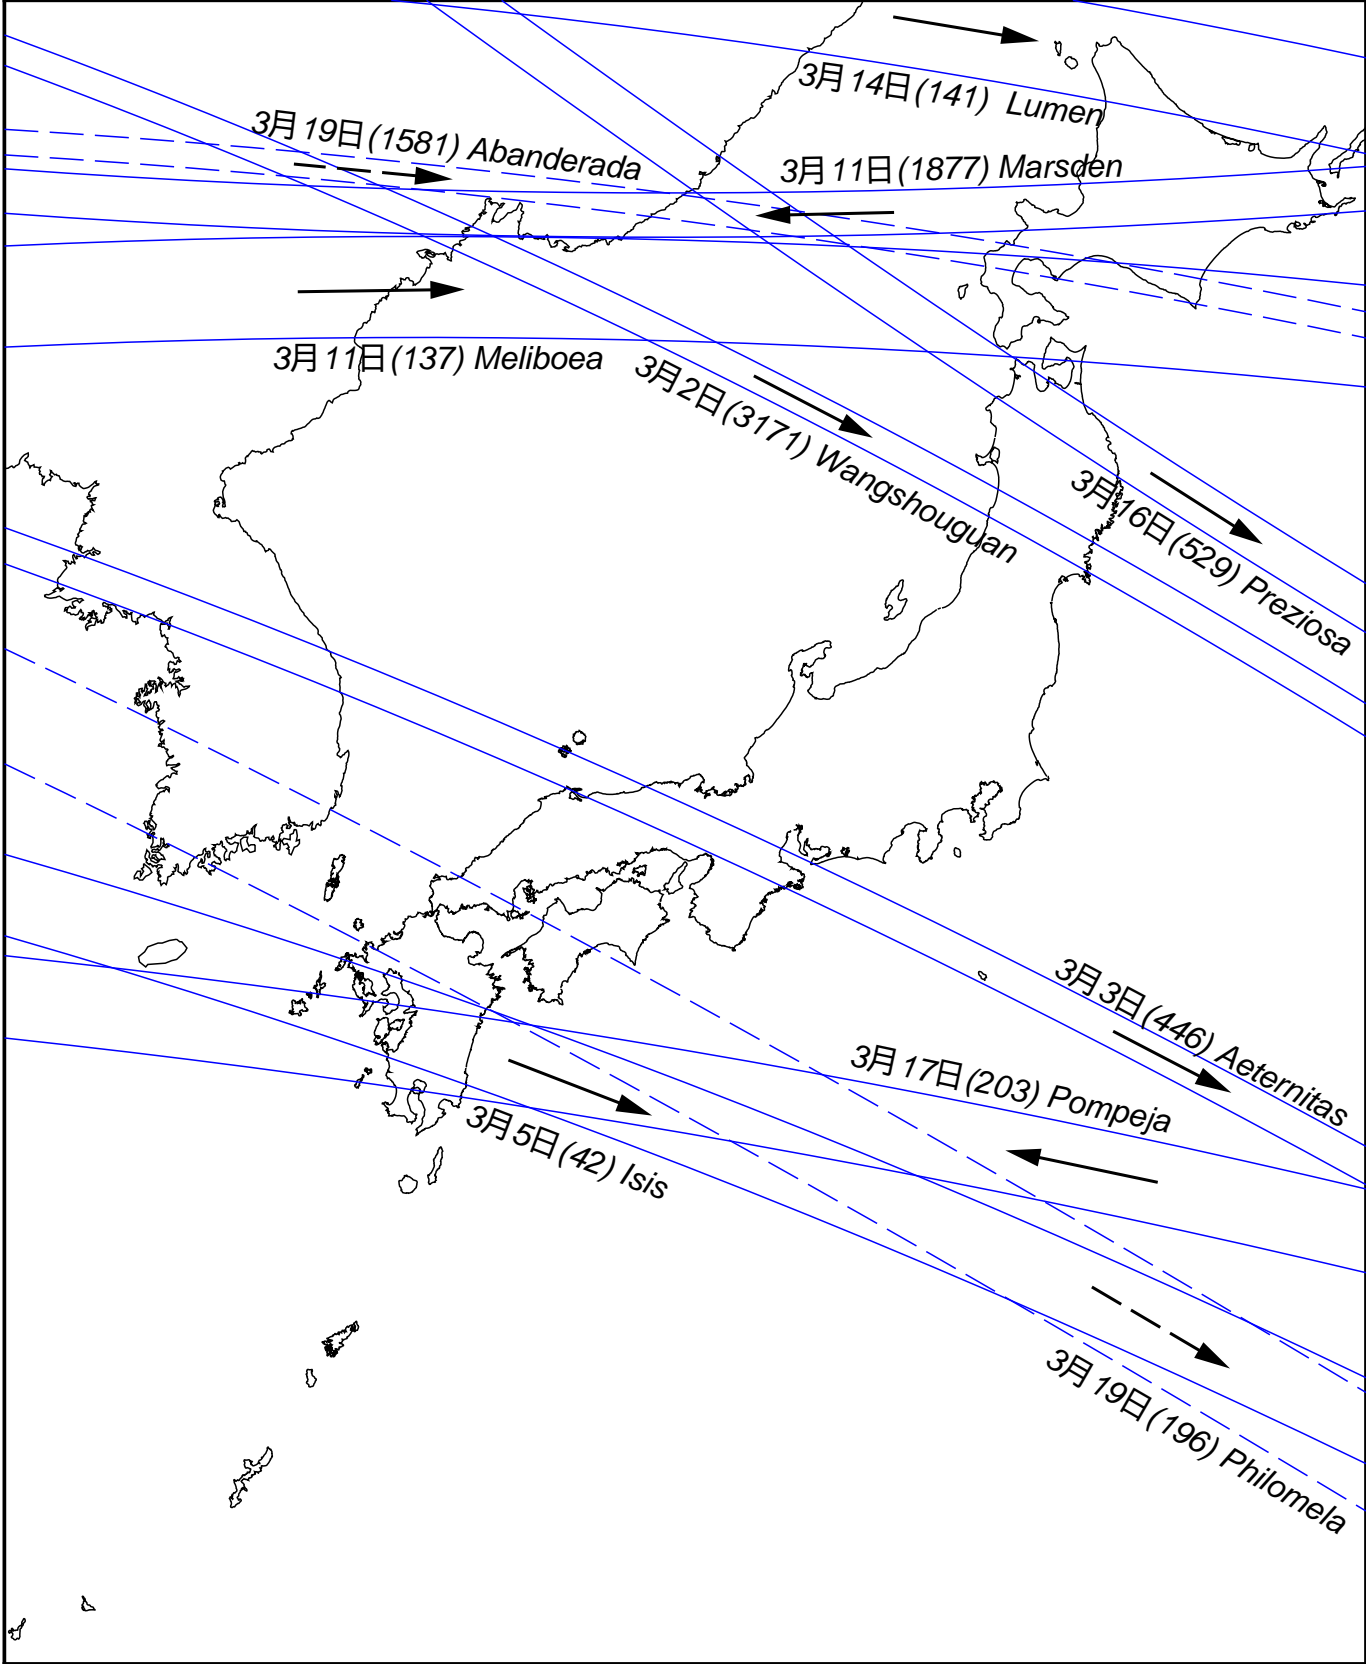 3月14日(141) Lumen
3月19日(1581) Abanderada
3月11日(1877) Marsden
3月11日(137) Meliboea
3月2日(3171) Wangshouguan
3月16日(529) Preziosa
3月3日(446) Aeternitas
3月17日(203) Pompeja
3月5日(42) Isis
3月19日(196) Philomela